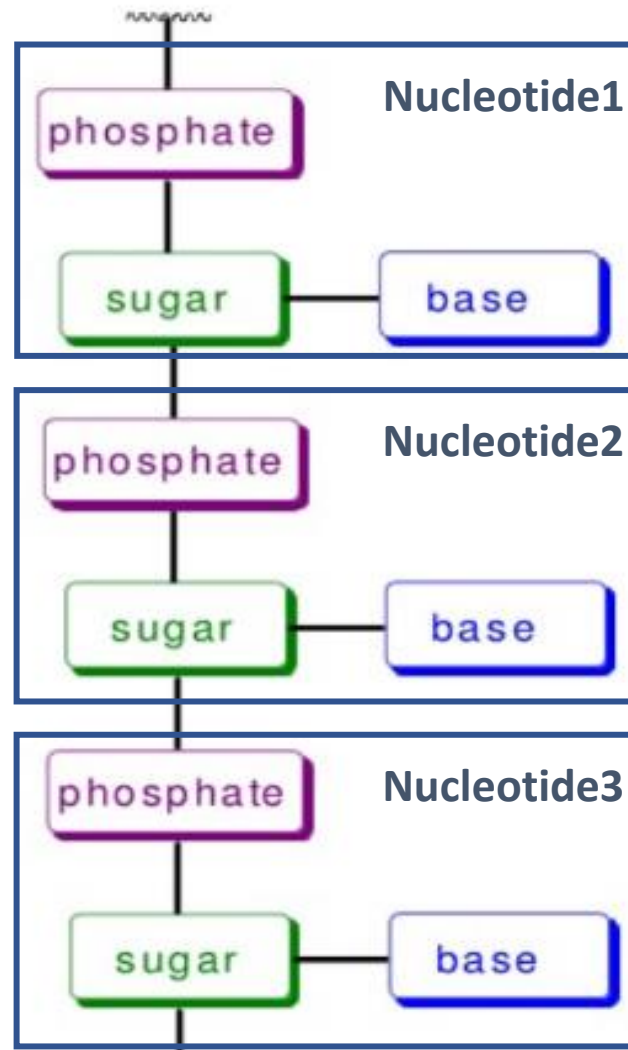 Nucleotide1
phosphate
sugar base
Nucleotide2
phosphate
sugar base
Nucleotide3
phosphate
sugar base